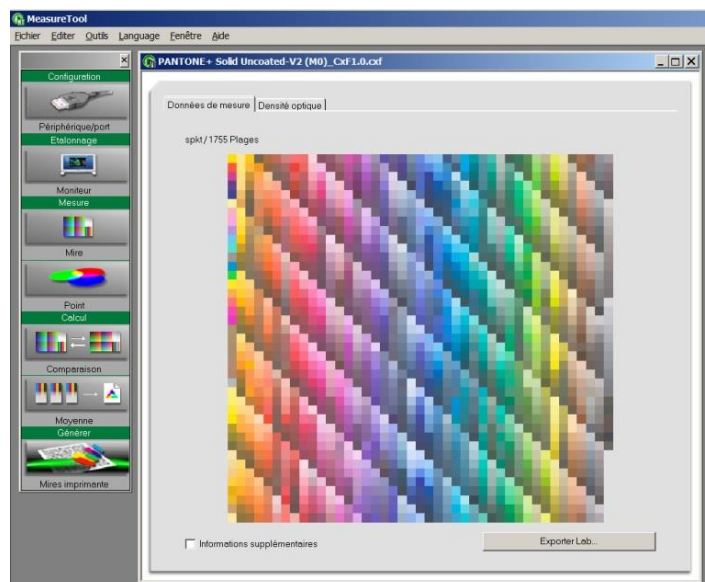 MeasureTool
Fichier Editer Outils Language Fenêtre Aide
Configuration
Périphérique/port
Etalonnage
Moniteur
Mesure
Mire
Point
Calcul
Comparaison
Moyenne
Générer
Mires imprimante
PANTONE+ Solid Uncoated-V2 (M0)_CxF1.0.cxf
Données de mesure Densité optique
spkt / 1755 Plages
Informations supplémentaires
Exporter Lab...